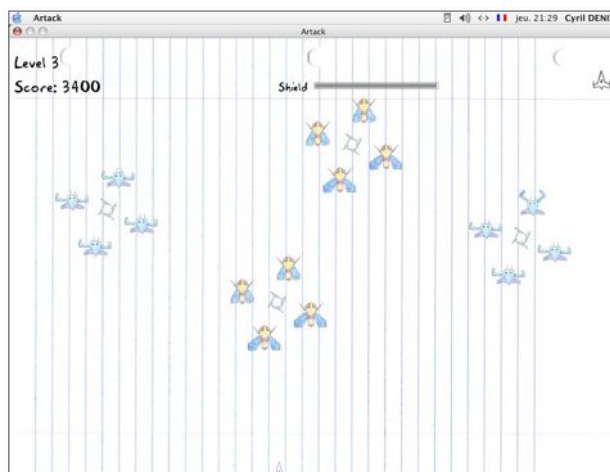 Artack
jeu. 21:29 Cyril DENI
Artack
Level 3
Score: 3400
Shield